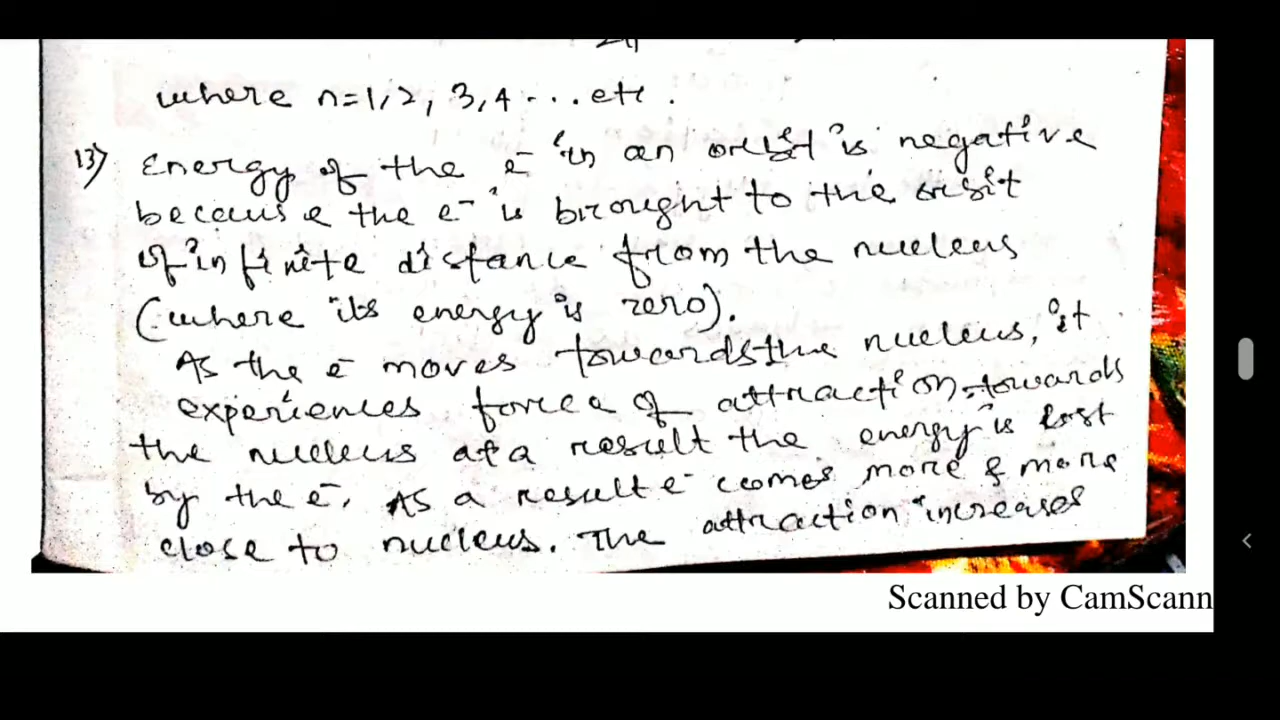 where n=1,2, 3,4 ... etc.
13) Energy of the e⁻ in an orbit is negative
because the e⁻ is brought to the orbit
of infinite distance from the nucleus
(where its energy is zero).
As the e⁻ moves towards the nucleus, it
experiences force of attraction towards
the nucleus as a result the energy is lost
by the e⁻. As a result e⁻ comes more & more
close to nucleus. The attraction increases
Scanned by CamScann